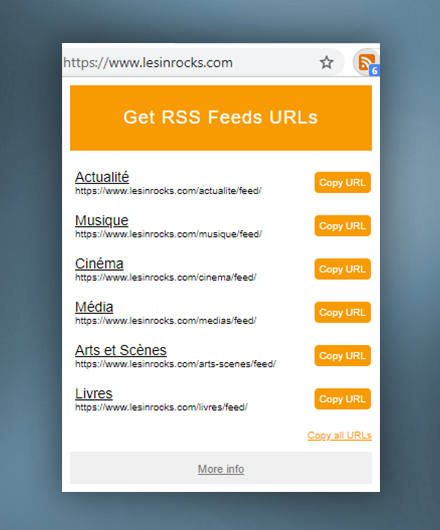 https://www.lesinrocks.com
6
Get RSS Feeds URLs
Actualité
https://www.lesinrocks.com/actualite/feed/
Copy URL
Musique
https://www.lesinrocks.com/musique/feed/
Copy URL
Cinéma
https://www.lesinrocks.com/cinema/feed/
Copy URL
Média
https://www.lesinrocks.com/medias/feed/
Copy URL
Arts et Scènes
https://www.lesinrocks.com/arts-scenes/feed/
Copy URL
Livres
https://www.lesinrocks.com/livres/feed/
Copy URL
Copy all URLs
More info